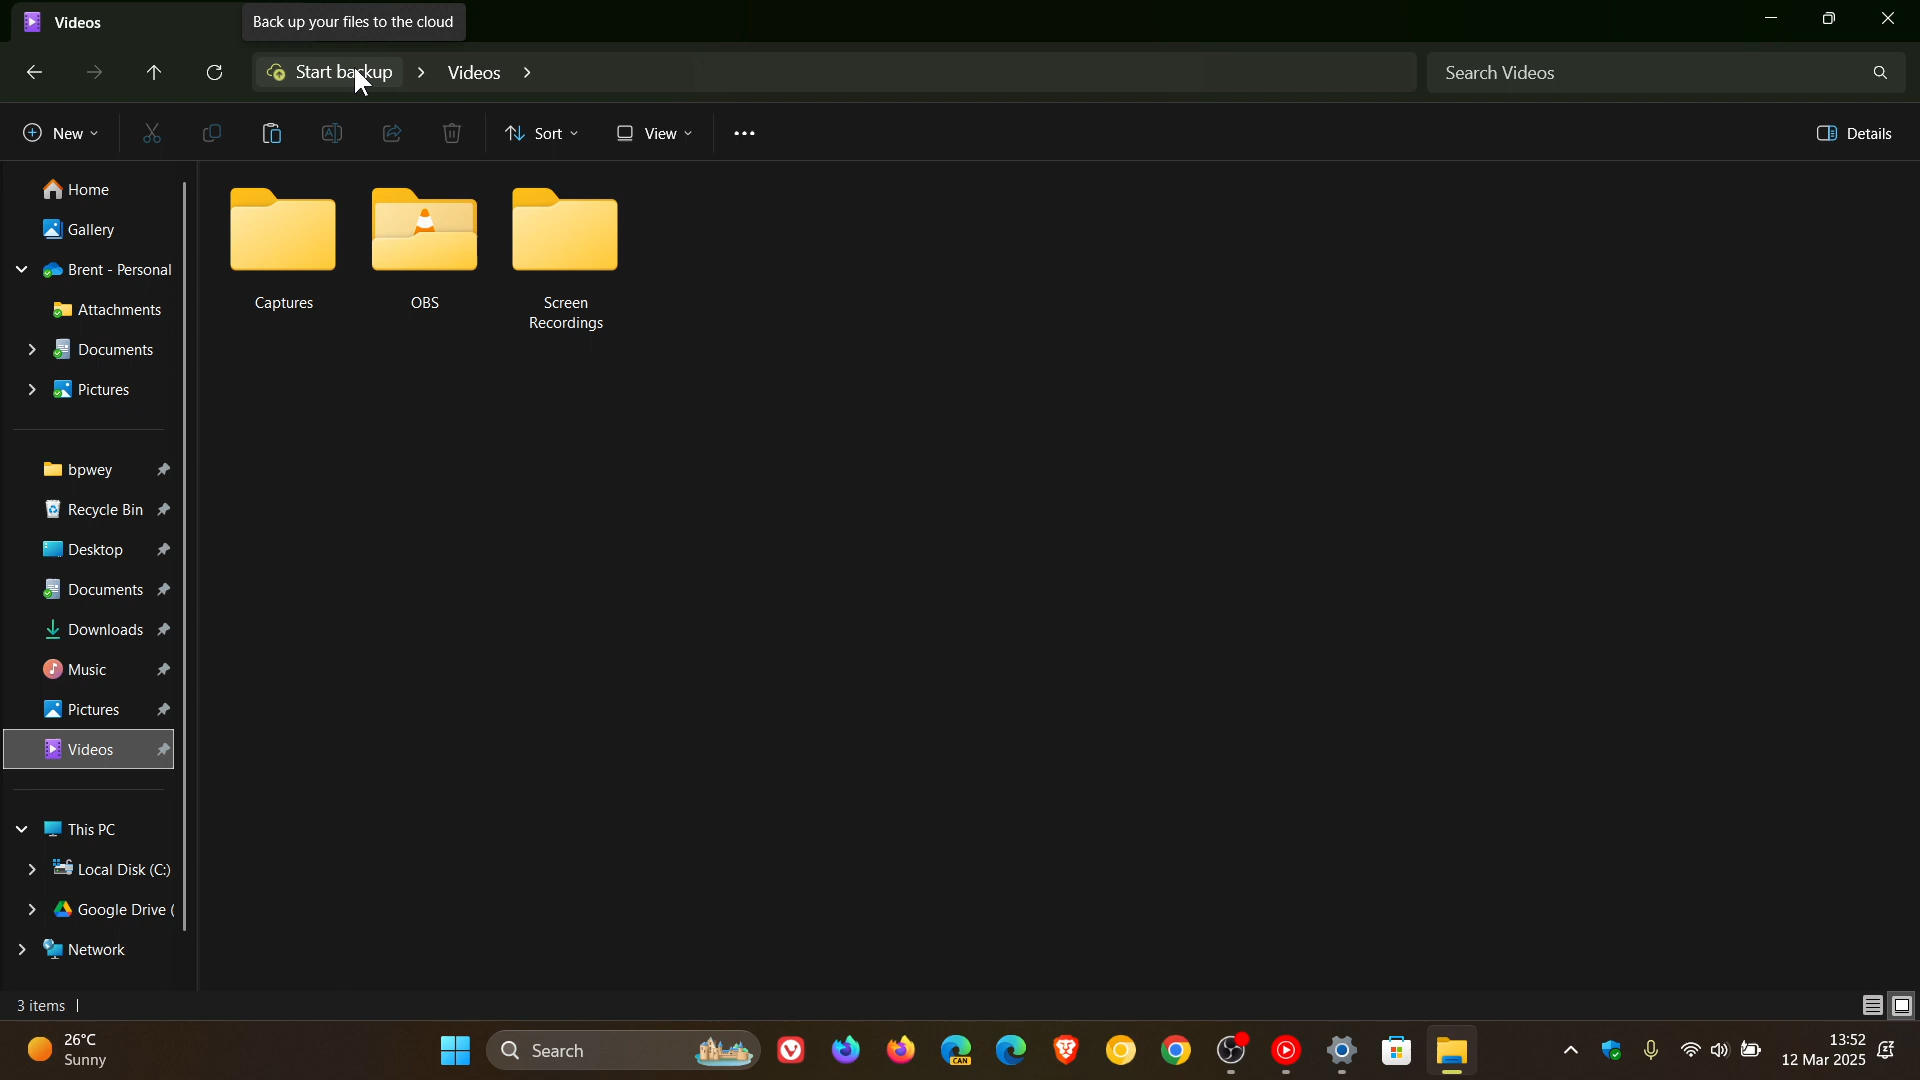 Videos
Back up your files to the cloud
Start backup
Videos
Search Videos
New
Sort
View
Details
Home
Gallery
Brent - Personal
Attachments
Documents
Pictures
bpwey
Recycle Bin
Desktop
Documents
Downloads
Music
Pictures
Videos
This PC
Local Disk (C:)
Google Drive (
Network
Captures
OBS
Screen
Recordings
3 items
26°C
Sunny
Search
CAN
13:52
12 Mar 2025